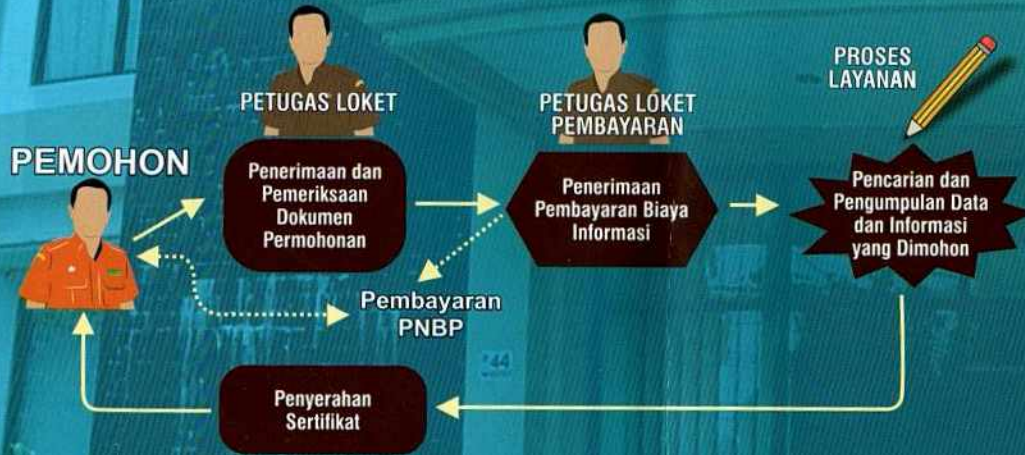 PEMOHON
PETUGAS LOKET
Penerimaan dan
Pemeriksaan
Dokumen
Permohonan
PETUGAS LOKET
PEMBAYARAN
Penerimaan
Pembayaran Biaya
Informasi
PROSES
LAYANAN
Pencarian dan
Pengumpulan Data
dan Informasi
yang Dimohon
Pembayaran
PNBP
Penyerahan
Sertifikat
44